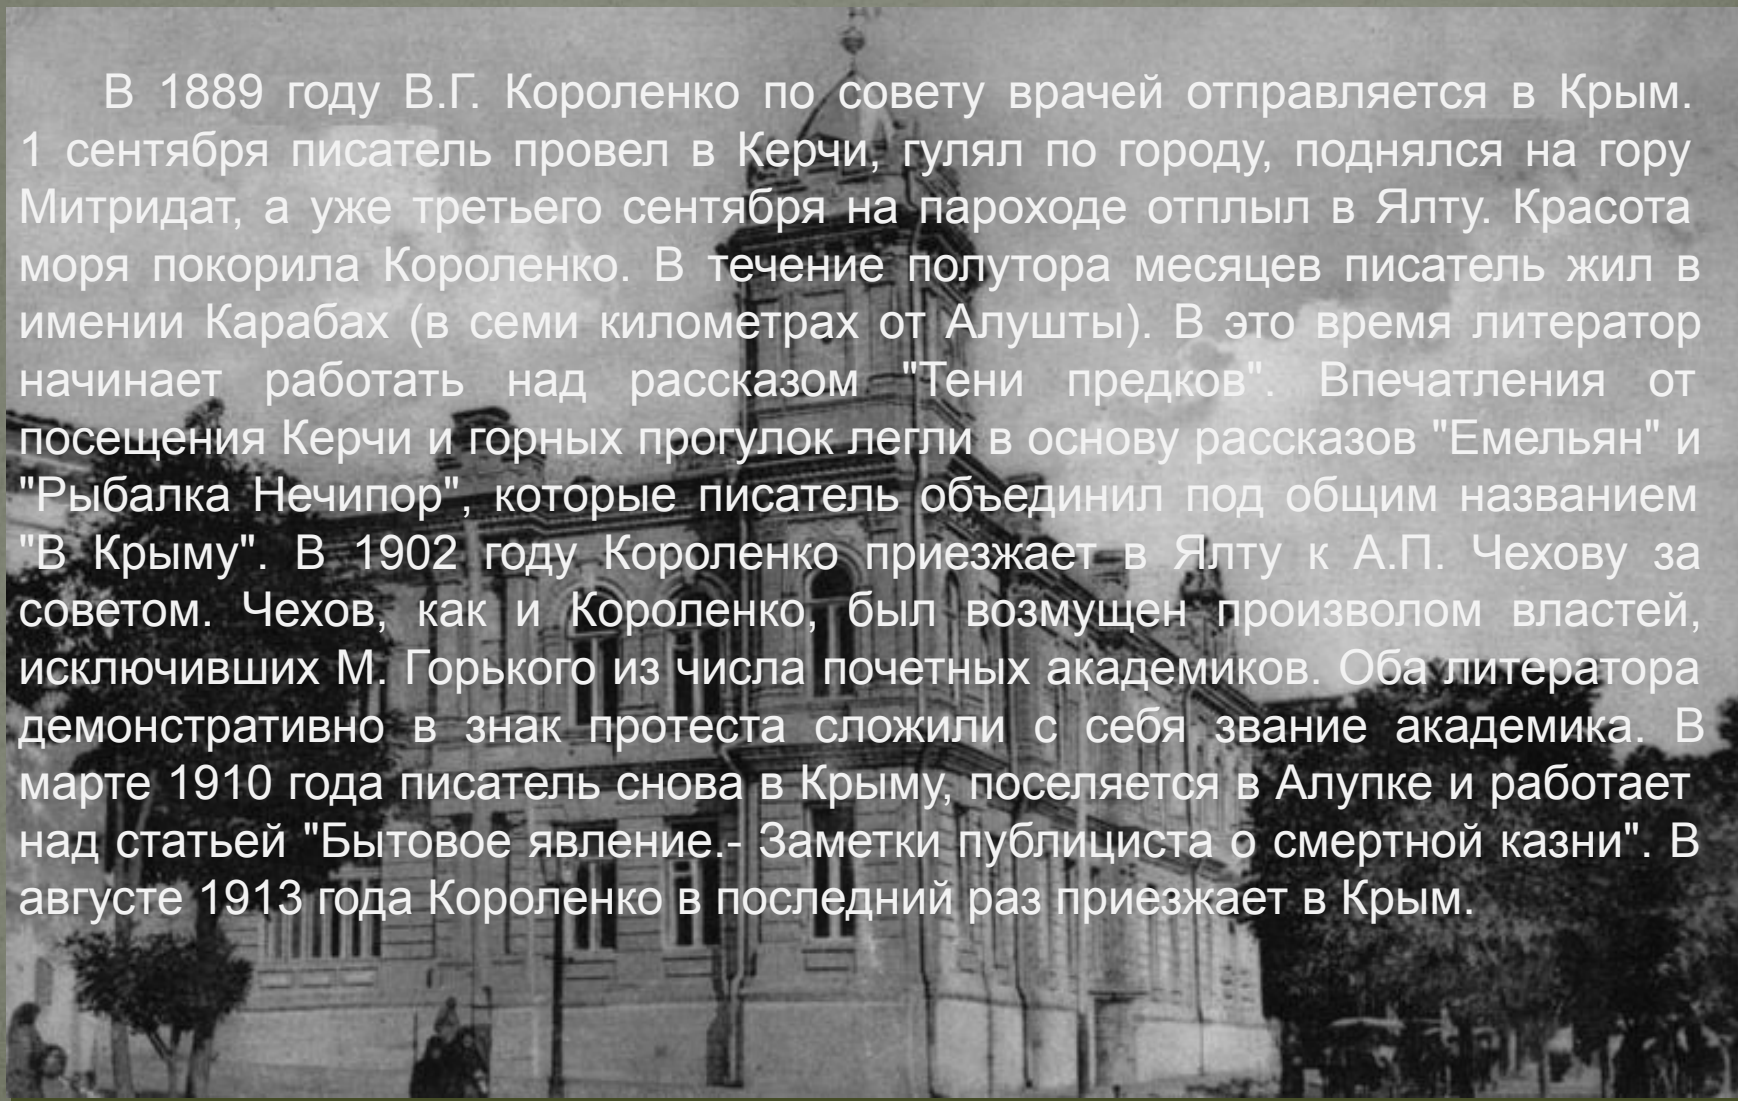 В 1889 году В.Г. Короленко по совету врачей отправляется в Крым.
1 сентября писатель провел в Керчи, гулял по городу, поднялся на гору
Митридат, а уже третьего сентября на пароходе отплыл в Ялту. Красота
моря покорила Короленко. В течение полутора месяцев писатель жил в
имении Карабах (в семи километрах от Алушты). В это время литератор
начинает работать над рассказом "Тени предков". Впечатления от
посещения Керчи и горных прогулок легли в основу рассказов "Емельян" и
"Рыбалка Нечипор", которые писатель объединил под общим названием
"В Крыму". В 1902 году Короленко приезжает в Ялту к А.П. Чехову за
советом. Чехов, как и Короленко, был возмущен произволом властей,
исключивших М. Горького из числа почетных академиков. Оба литератора
демонстративно в знак протеста сложили с себя звание академика. В
марте 1910 года писатель снова в Крыму, поселяется в Алупке и работает
над статьей "Бытовое явление.- Заметки публициста о смертной казни". В
августе 1913 года Короленко в последний раз приезжает в Крым.